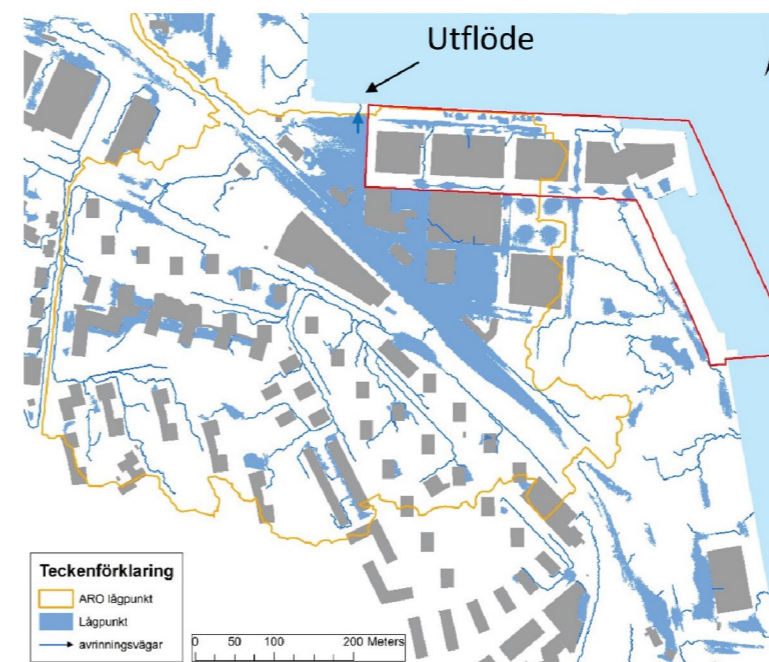 Utflöde
Teckenförklaring
ARO lågpunkt
Lågpunkt
avrinningsvägar
0 50 100 200 Meters